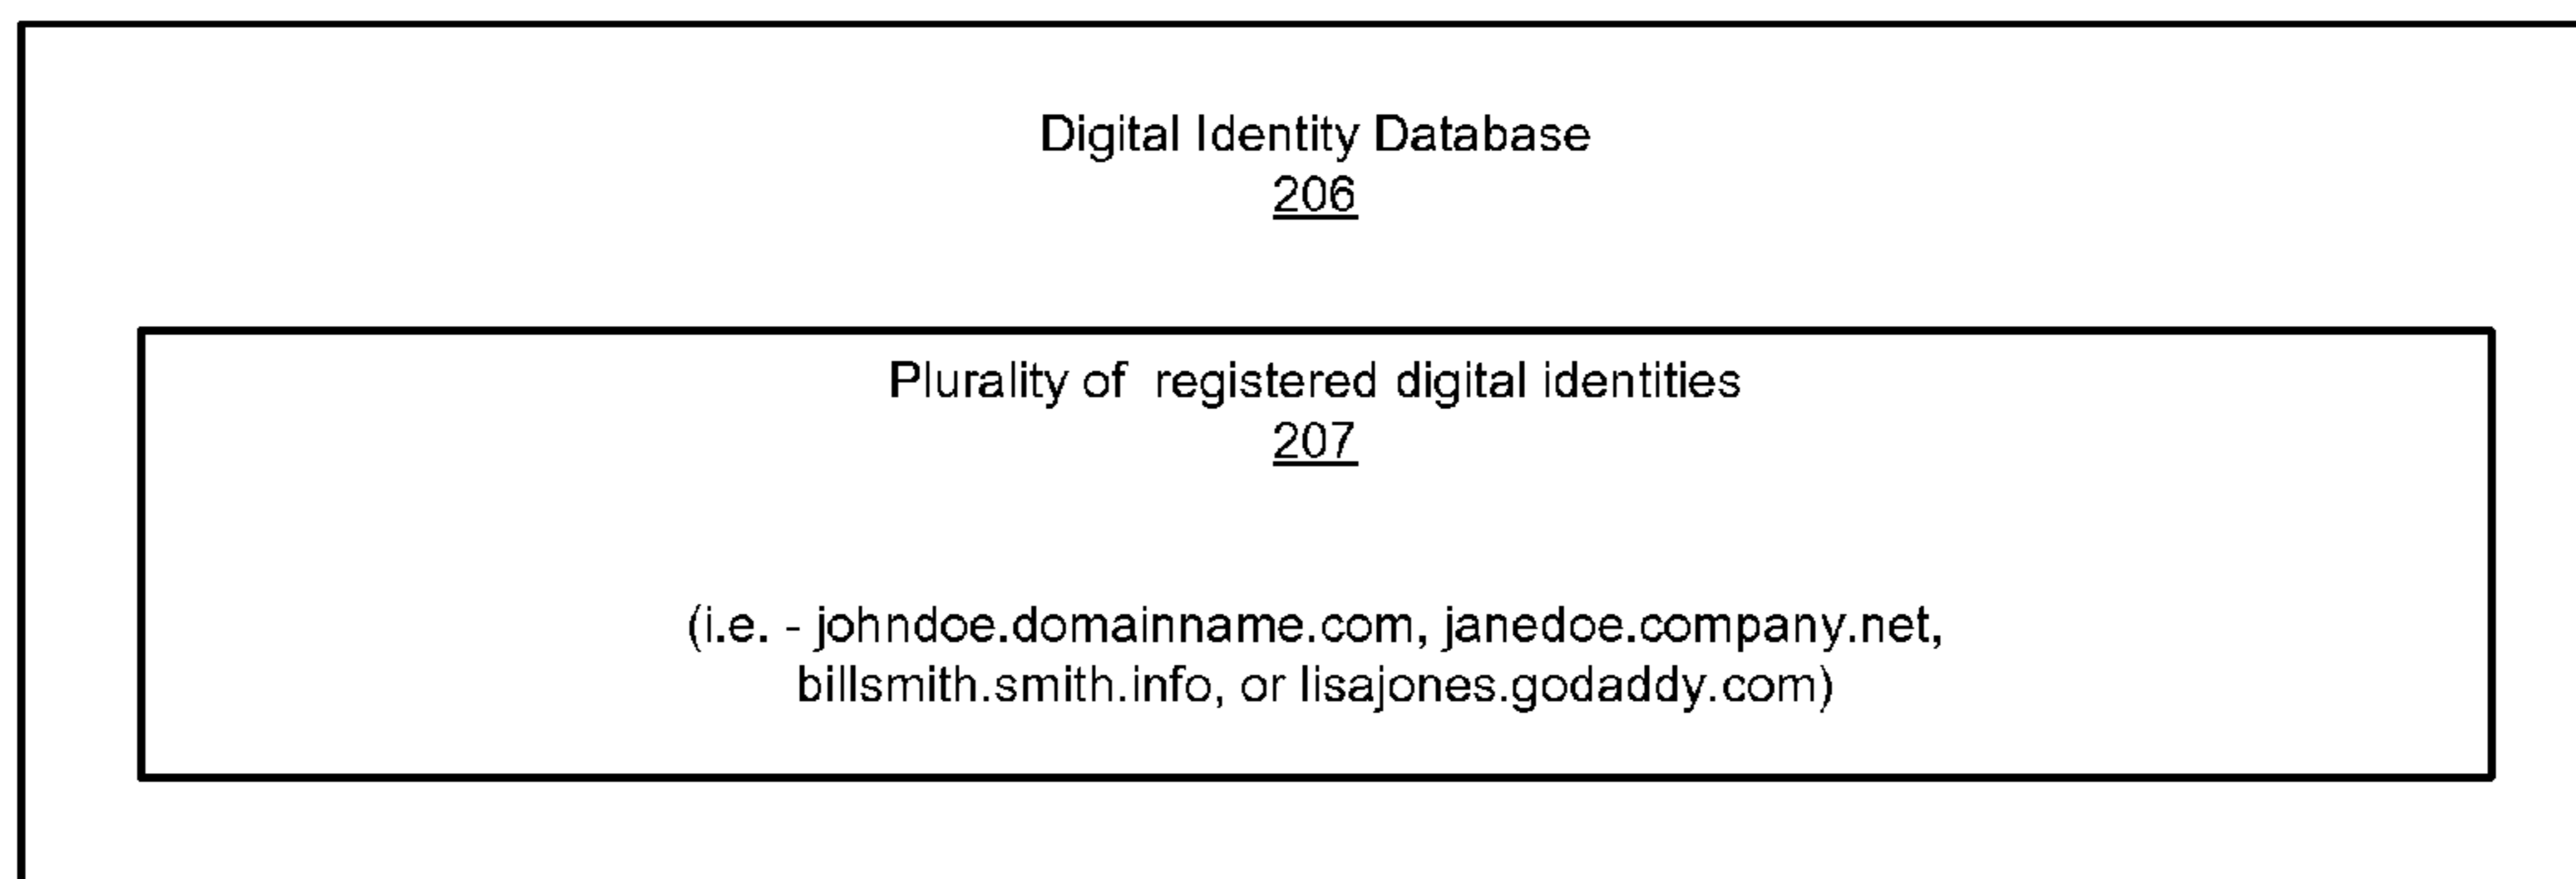 Digital Identity Database
206
Plurality of registered digital identities
207
(i.e. - johndoe.domainname.com, janedoe.company.net,
billsmith.smith.info, or lisajones.godaddy.com)